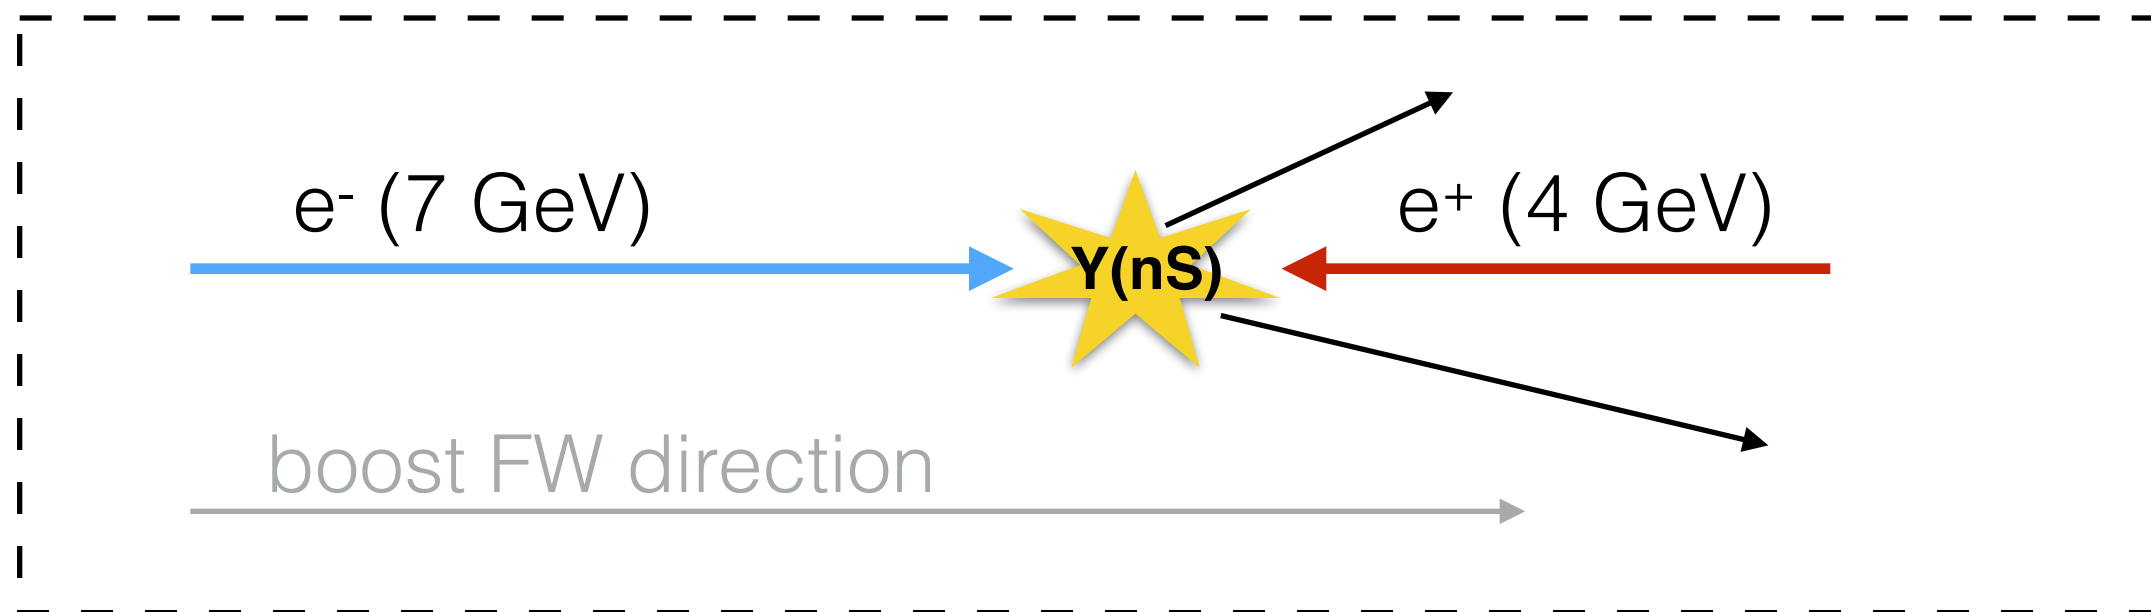 e⁻ (7 GeV)
e⁺ (4 GeV)
Y(nS)
boost FW direction